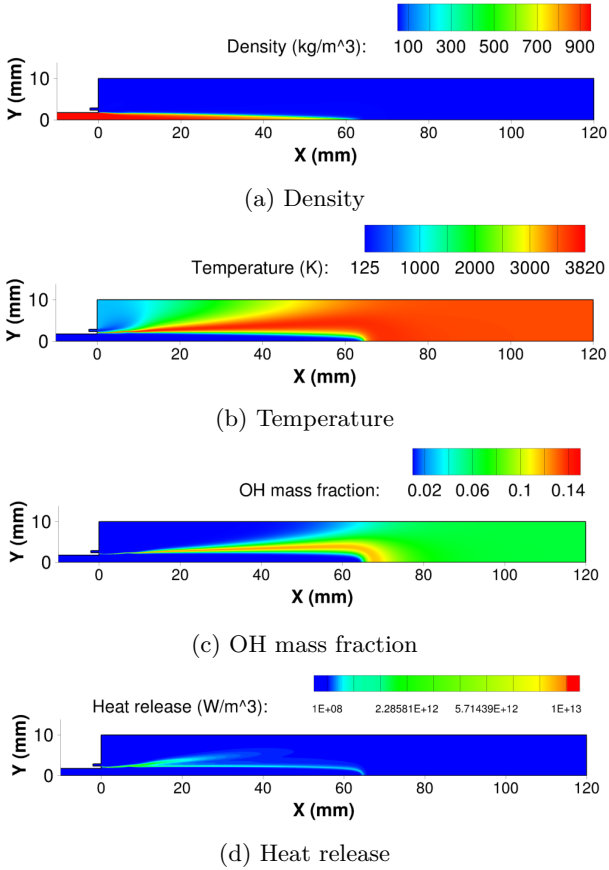 Density (kg/m^3): 100 300 500 700 900
Y (mm)
10
0
0 20 40 60 80 100 120
X (mm)
(a) Density
Temperature (K): 125 1000 2000 3000 3820
Y (mm)
10
0
0 20 40 60 80 100 120
X (mm)
(b) Temperature
OH mass fraction: 0.02 0.06 0.1 0.14
Y (mm)
10
0
0 20 40 60 80 100 120
X (mm)
(c) OH mass fraction
Heat release (W/m^3): 1E+08 2.28581E+12 5.71439E+12 1E+13
Y (mm)
10
0
0 20 40 60 80 100 120
X (mm)
(d) Heat release